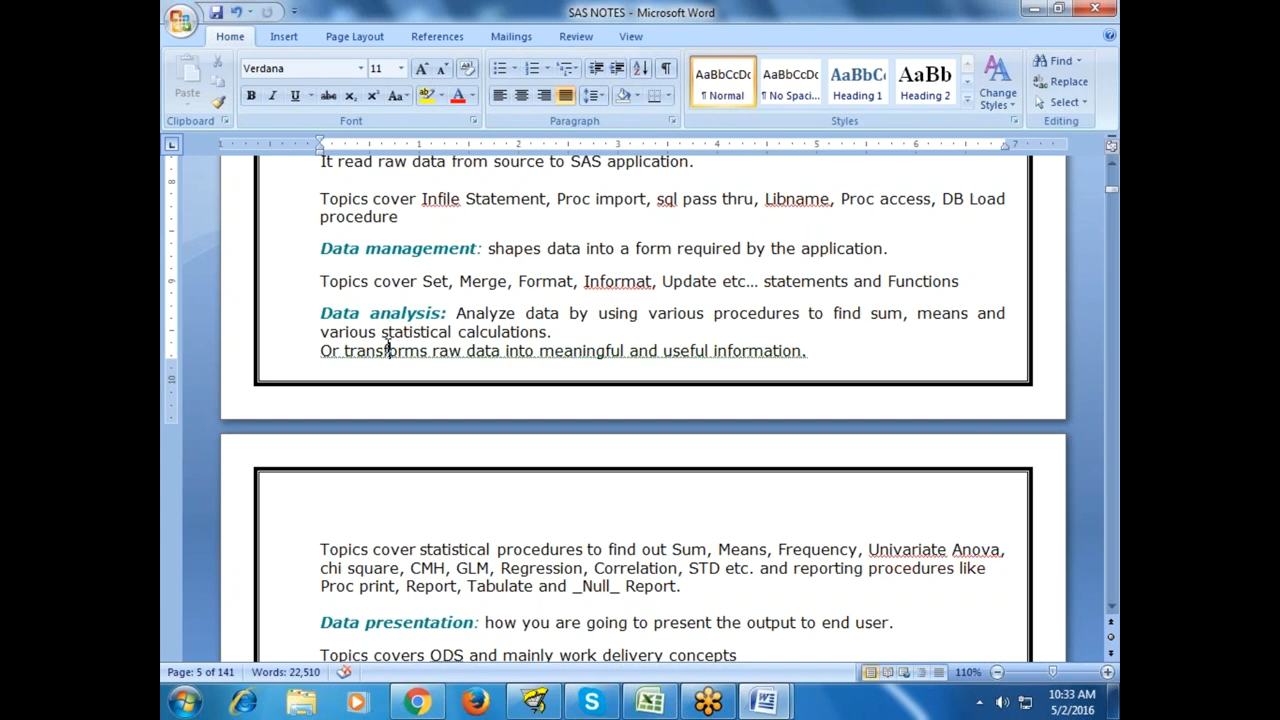 SAS NOTES - Microsoft Word
Home Insert Page Layout References Mailings Review View
Paste
Verdana 11
AaBbCcDc AaBbCcDc AaBbC AaBb
¶ Normal ¶ No Spaci... Heading 1 Heading 2
Change Styles
Find
Replace
Select
Clipboard Font Paragraph Styles Editing
It read raw data from source to SAS application.
Topics cover Infile Statement, Proc import, sql pass thru, Libname, Proc access, DB Load
procedure
Data management: shapes data into a form required by the application.
Topics cover Set, Merge, Format, Informat, Update etc... statements and Functions
Data analysis: Analyze data by using various procedures to find sum, means and
various statistical calculations.
Or transforms raw data into meaningful and useful information.
Topics cover statistical procedures to find out Sum, Means, Frequency, Univariate Anova,
chi square, CMH, GLM, Regression, Correlation, STD etc. and reporting procedures like
Proc print, Report, Tabulate and _Null_ Report.
Data presentation: how you are going to present the output to end user.
Topics covers ODS and mainly work delivery concepts
Page: 5 of 141 Words: 22,510 110%
10:33 AM
5/2/2016